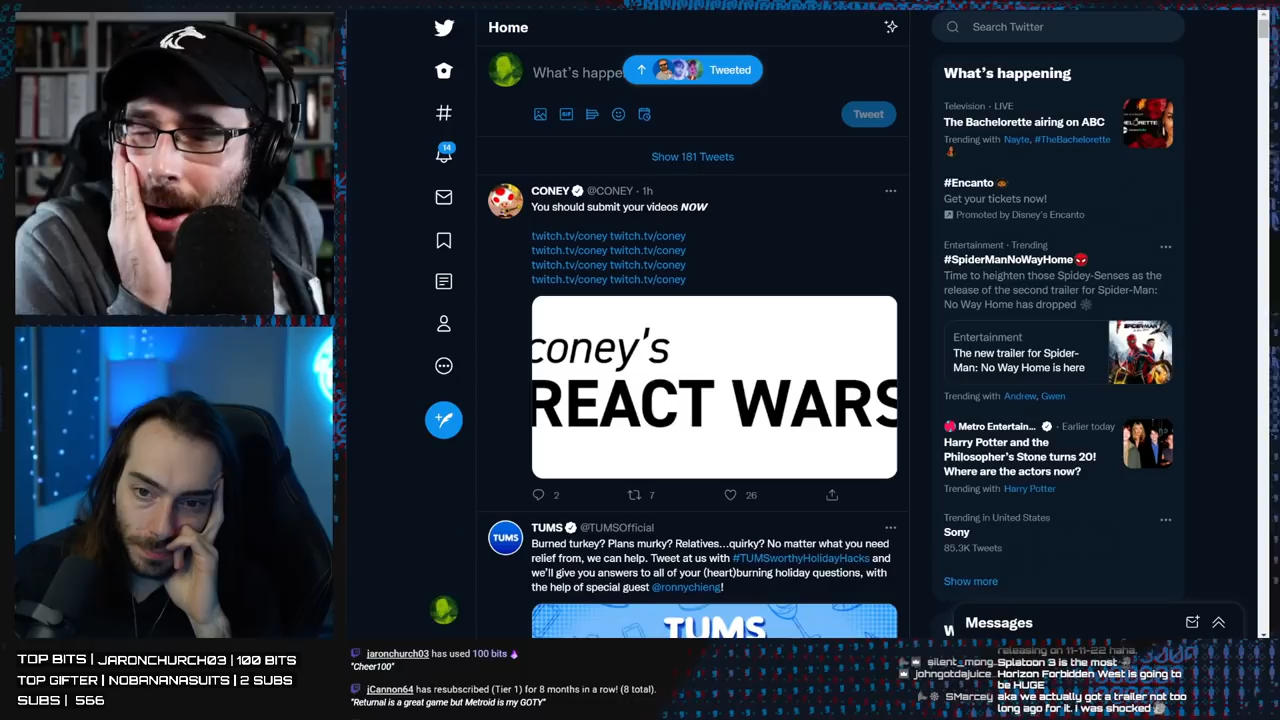 Home
What's happe
Tweeted
14
Tweet
Show 181 Tweets
CONEY @CONEY · 1h
You should submit your videos NOW
twitch.tv/coney twitch.tv/coney
twitch.tv/coney twitch.tv/coney
twitch.tv/coney twitch.tv/coney
twitch.tv/coney twitch.tv/coney
coney's
REACT WARS
2
7
26
TUMS @TUMSOfficial
TUMS
Burned turkey? Plans murky? Relatives...quirky? No matter what you need
relief from, we can help. Tweet at us with #TUMSworthyHolidayHacks and
we'll give you answers to all of your (heart)burning holiday questions, with
the help of special guest @ronnychieng!
TUMS
Search Twitter
What's happening
Television · LIVE
The Bachelorette airing on ABC
Trending with Nayte, #TheBachelorette
#Encanto
Get your tickets now!
Promoted by Disney's Encanto
Entertainment · Trending
#SpiderManNoWayHome
Time to heighten those Spidey-Senses as the
release of the second trailer for Spider-Man:
No Way Home has dropped
Entertainment
The new trailer for Spider-
Man: No Way Home is here
Trending with Andrew, Gwen
Metro Entertain... · Earlier today
Harry Potter and the
Philosopher's Stone turns 20!
Where are the actors now?
Trending with Harry Potter
Trending in United States
Sony
85.3K Tweets
Show more
Messages
TOP BITS | JARONCHURCH03 | 100 BITS
TOP GIFTER | NOBANANASUITS | 2 SUBS
SUBS | 566
jaronchurch03 has used 100 bits
"Cheer100"
jCannon64 has resubscribed (Tier 1) for 8 months in a row! (8 total).
"Returnal is a great game but Metroid is my GOTY"
releasing on 11-11-22 haha.
silent_mong Splatoon 3 is the most
johngotdajuice Horizon Forbidden West is going to
be HUGE
SMarcey aka we actually got a trailer not too
long ago for it. I was shocked